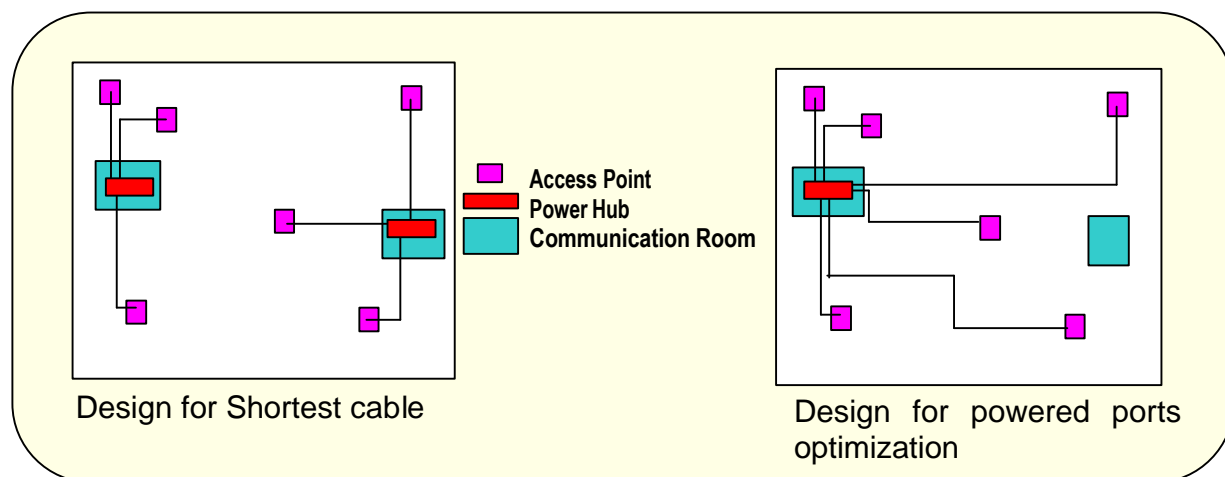 Access Point
Power Hub
Communication Room
Design for Shortest cable
Design for powered ports
optimization